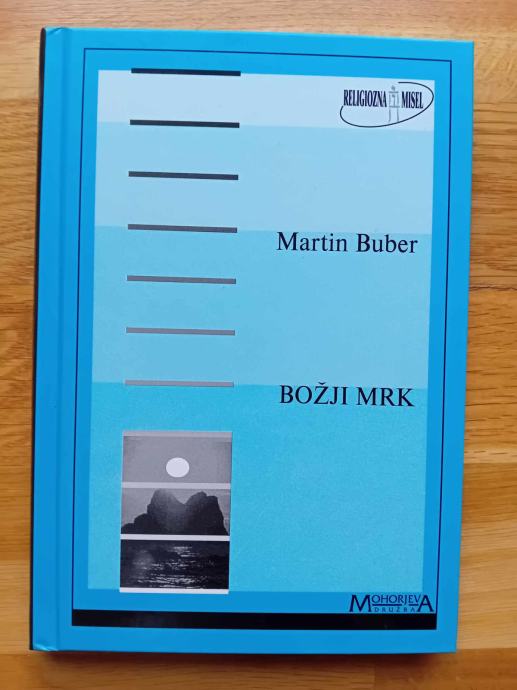 RELIGIOZNA MISEL
Martin Buber
BOŽJI MRK
MOHORJEVA
DRUŽBA